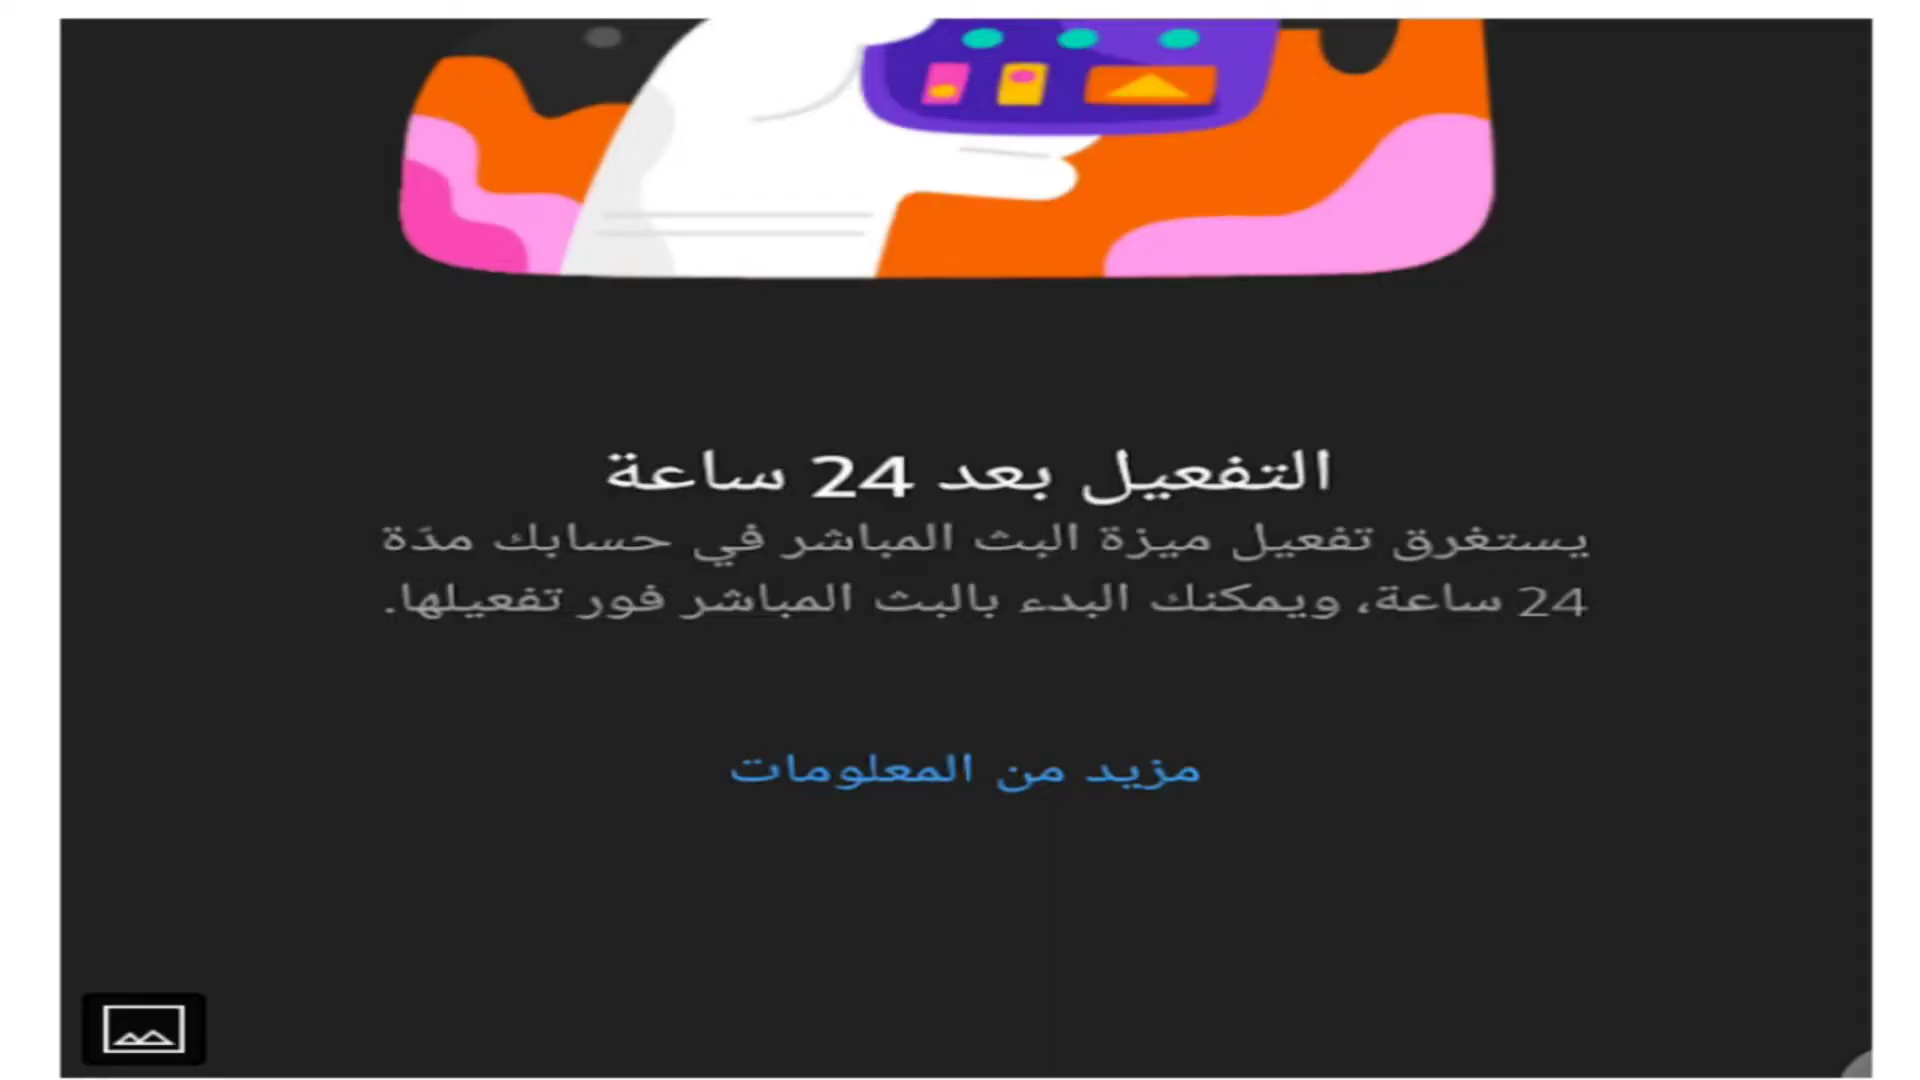 التفعيل بعد 24 ساعة
يستغرق تفعيل ميزة البث المباشر في حسابك مدّة
24 ساعة، ويمكنك البدء بالبث المباشر فور تفعيلها.
مزيد من المعلومات